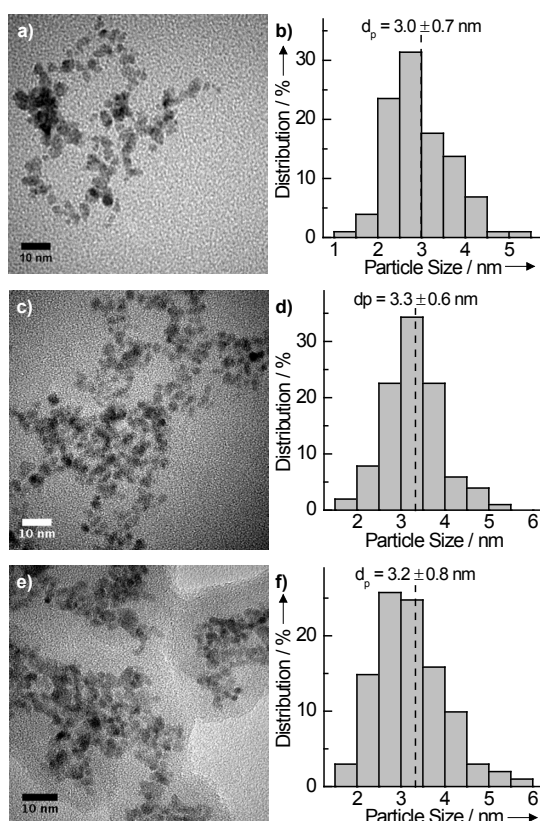 a)
10 nm
b)
dp = 3.0 ± 0.7 nm
Distribution / % →
30
20
10
0
1 2 3 4 5
Particle Size / nm →
c)
10 nm
d)
dp = 3.3 ± 0.6 nm
Distribution / %
30
20
10
0
2 3 4 5 6
Particle Size / nm
e)
10 nm
f)
dp = 3.2 ± 0.8 nm
Distribution / % →
20
10
0
2 3 4 5 6
Particle Size / nm →